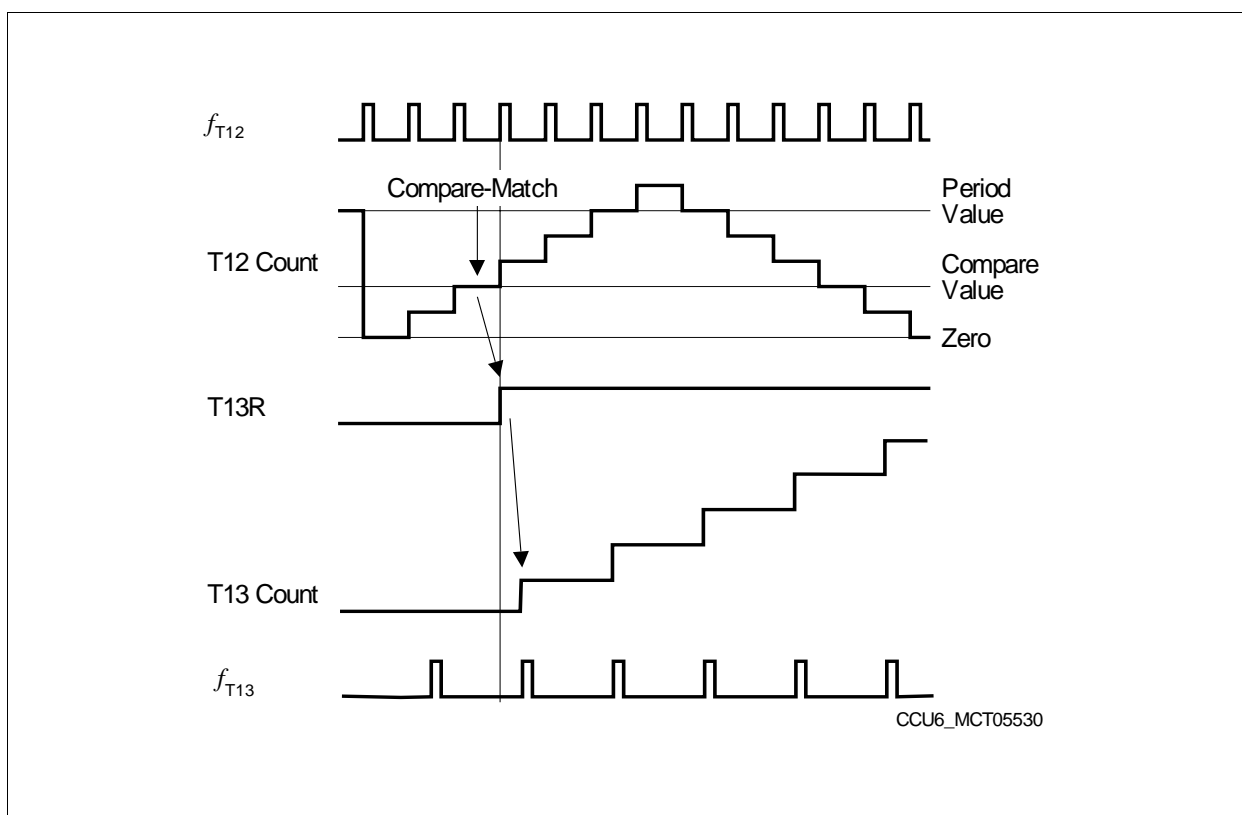 fT12
Compare-Match
Period
Value
T12 Count
Compare
Value
Zero
T13R
T13 Count
fT13
CCU6_MCT05530